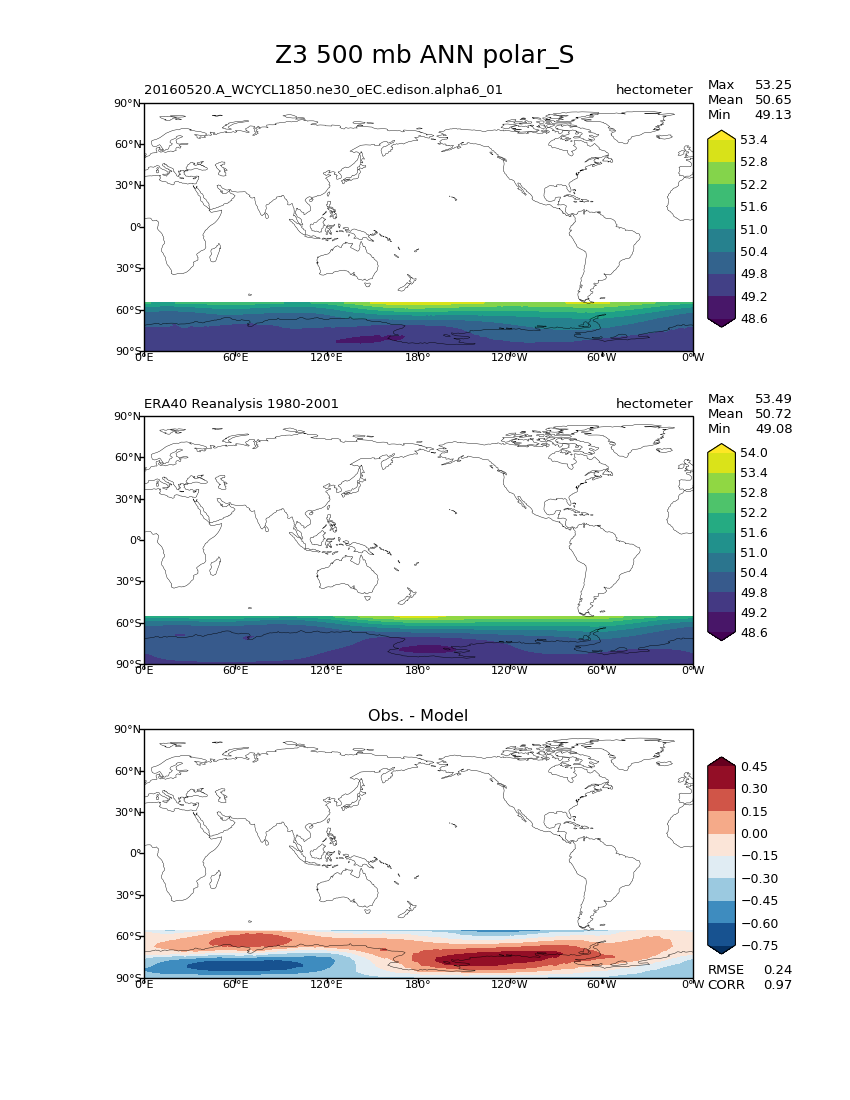 Z3 500 mb ANN polar_S
20160520.A_WCYCL1850.ne30_oEC.edison.alpha6_01 hectometer
Max 53.25
Mean 50.65
Min 49.13
90°N
60°N
30°N
0°
30°S
60°S
90°S
0°E 60°E 120°E 180° 120°W 60°W 0°W
53.4
52.8
52.2
51.6
51.0
50.4
49.8
49.2
48.6
ERA40 Reanalysis 1980-2001 hectometer
Max 53.49
Mean 50.72
Min 49.08
90°N
60°N
30°N
0°
30°S
60°S
90°S
0°E 60°E 120°E 180° 120°W 60°W 0°W
54.0
53.4
52.8
52.2
51.6
51.0
50.4
49.8
49.2
48.6
Obs. - Model
90°N
60°N
30°N
0°
30°S
60°S
90°S
0°E 60°E 120°E 180° 120°W 60°W 0°W
0.45
0.30
0.15
0.00
−0.15
−0.30
−0.45
−0.60
−0.75
RMSE 0.24
CORR 0.97